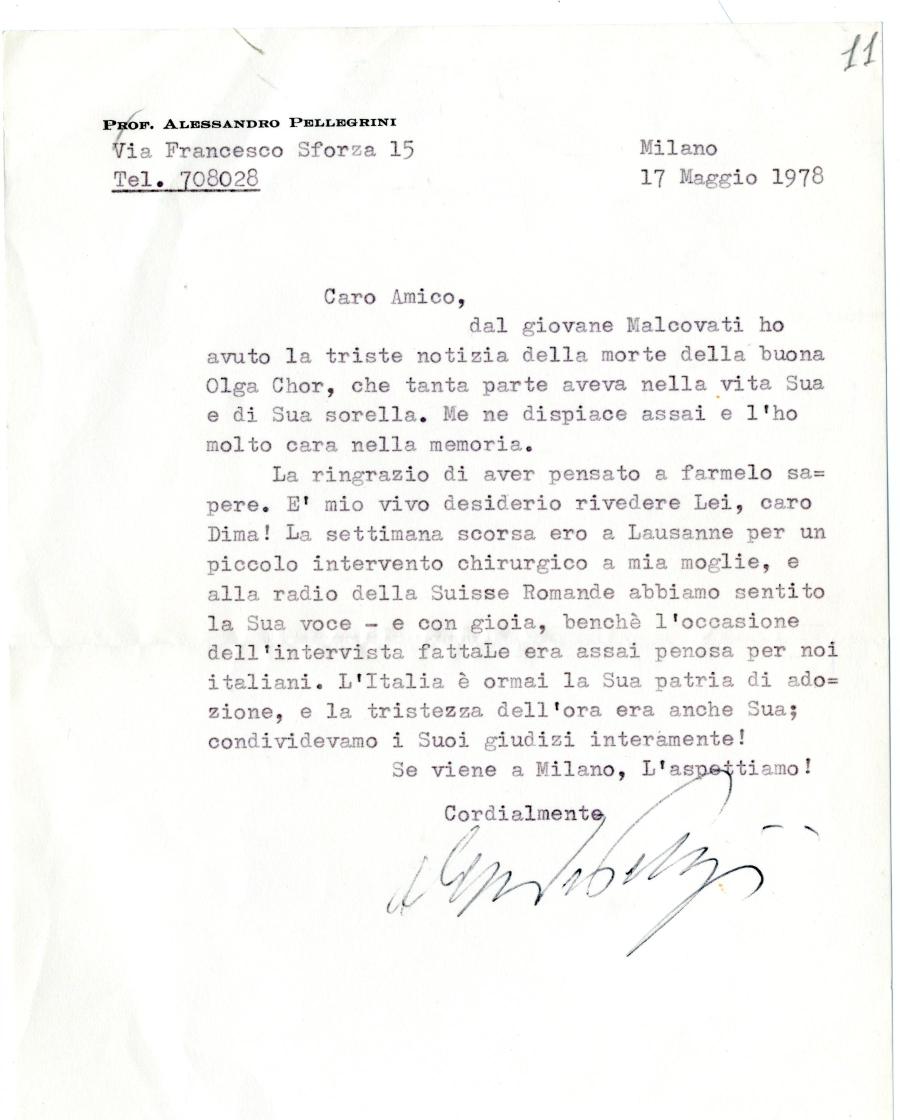 11
PROF. ALESSANDRO PELLEGRINI
Via Francesco Sforza 15
Tel. 708028
Milano
17 Maggio 1978
Caro Amico,
dal giovane Malcovati ho
avuto la triste notizia della morte della buona
Olga Chor, che tanta parte aveva nella vita Sua
e di Sua sorella. Me ne dispiace assai e l'ho
molto cara nella memoria.
La ringrazio di aver pensato a farmelo sa=
pere. E' mio vivo desiderio rivedere Lei, caro
Dima! La settimana scorsa ero a Lausanne per un
piccolo intervento chirurgico a mia moglie, e
alla radio della Suisse Romande abbiamo sentito
la Sua voce - e con gioia, benchè l'occasione
dell'intervista fattaLe era assai penosa per noi
italiani. L'Italia è ormai la Sua patria di ado=
zione, e la tristezza dell'ora era anche Sua;
condividevamo i Suoi giudizi interamente!
Se viene a Milano, L'aspettiamo!
Cordialmente
Alessandro Pellegrini